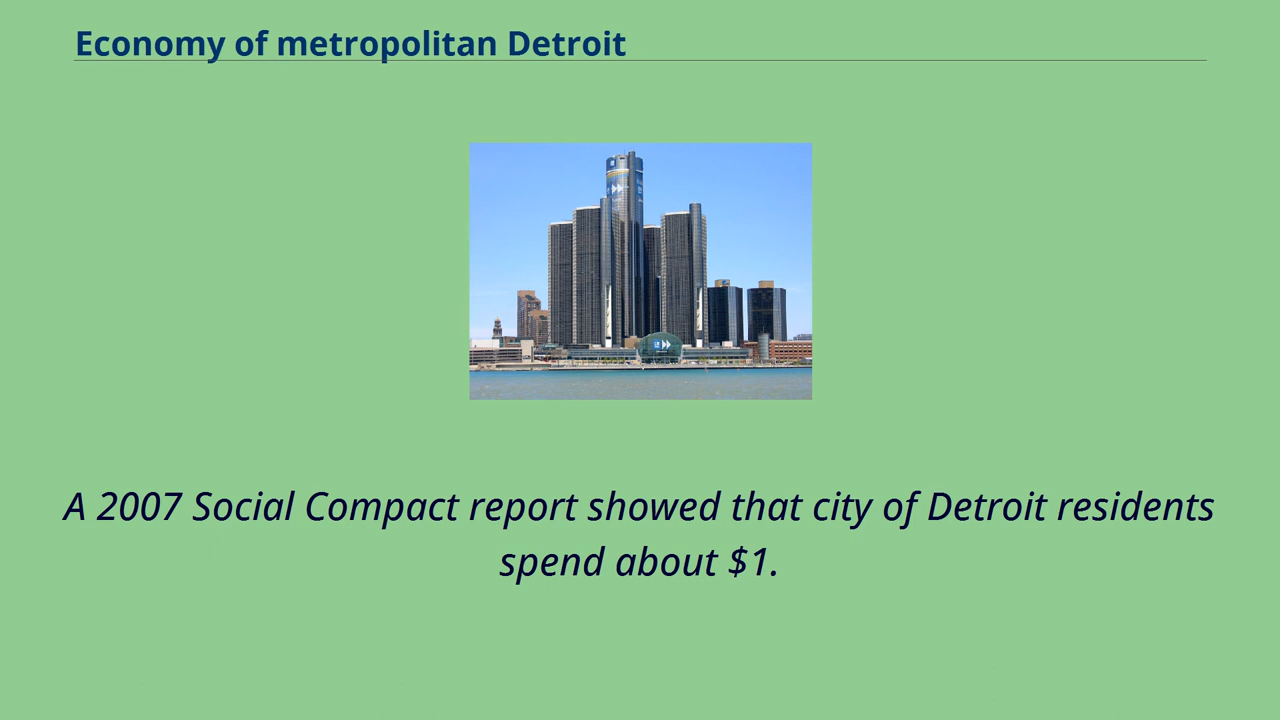 Economy of metropolitan Detroit
A 2007 Social Compact report showed that city of Detroit residents
spend about $1.